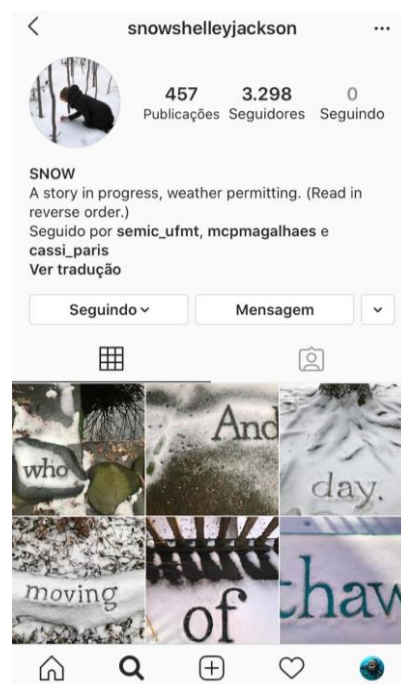 snowshelleyjackson
457 3.298 0
Publicações Seguidores Seguindo
SNOW
A story in progress, weather permitting. (Read in
reverse order.)
Seguido por semic_ufmt, mcpmagalhaes e
cassi_paris
Ver tradução
Seguindo Mensagem
who And day.
moving of thaw